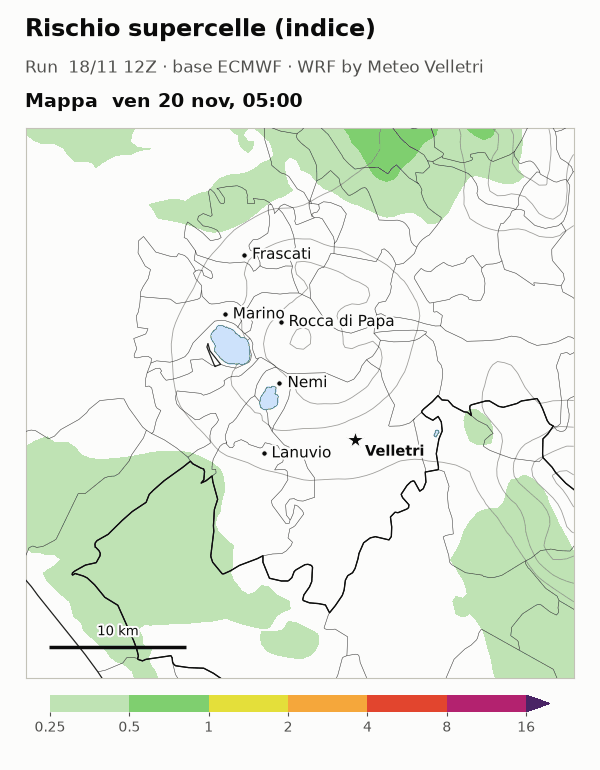 Rischio supercelle (indice)
Run  18/11 12Z · base ECMWF · WRF by Meteo Velletri
Mappa  ven 20 nov, 05:00
Frascati
Marino
Rocca di Papa
Nemi
Velletri
Lanuvio
10 km
0.25 0.5 1 2 4 8 16